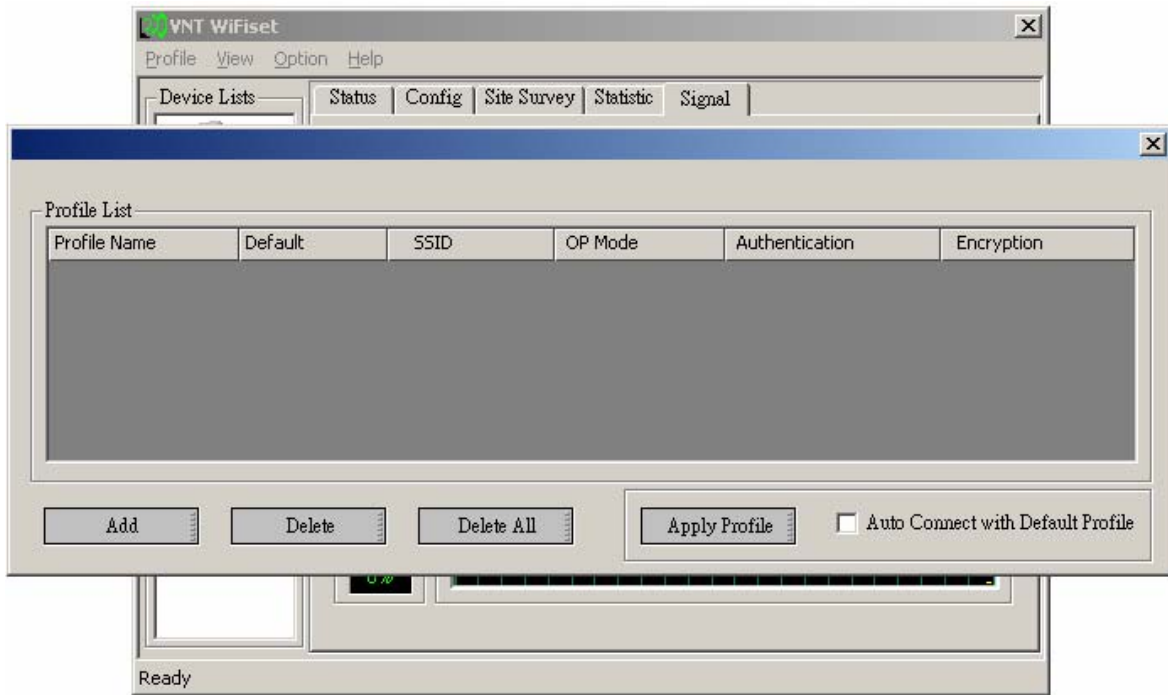 VNT WiFiset
Profile View Option Help
Device Lists
Status Config Site Survey Statistic Signal
Profile List
Profile Name Default SSID OP Mode Authentication Encryption
Add Delete Delete All Apply Profile Auto Connect with Default Profile
Ready